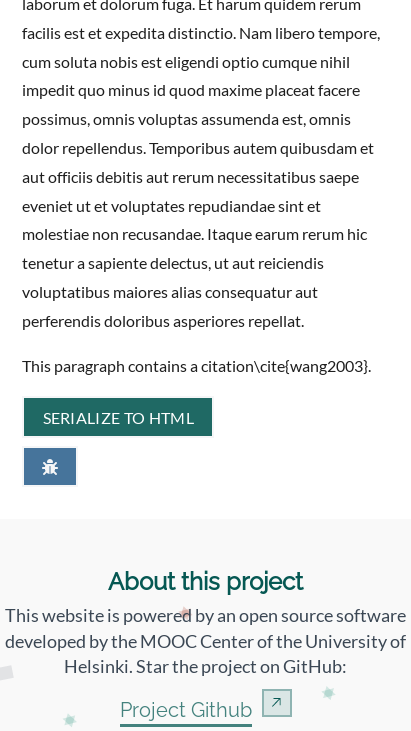 laborum et dolorum fuga. Et harum quidem rerum
facilis est et expedita distinctio. Nam libero tempore,
cum soluta nobis est eligendi optio cumque nihil
impedit quo minus id quod maxime placeat facere
possimus, omnis voluptas assumenda est, omnis
dolor repellendus. Temporibus autem quibusdam et
aut officiis debitis aut rerum necessitatibus saepe
eveniet ut et voluptates repudiandae sint et
molestiae non recusandae. Itaque earum rerum hic
tenetur a sapiente delectus, ut aut reiciendis
voluptatibus maiores alias consequatur aut
perferendis doloribus asperiores repellat.
This paragraph contains a citation\cite{wang2003}.
SERIALIZE TO HTML
About this project
This website is powered by an open source software
developed by the MOOC Center of the University of
Helsinki. Star the project on GitHub:
Project Github